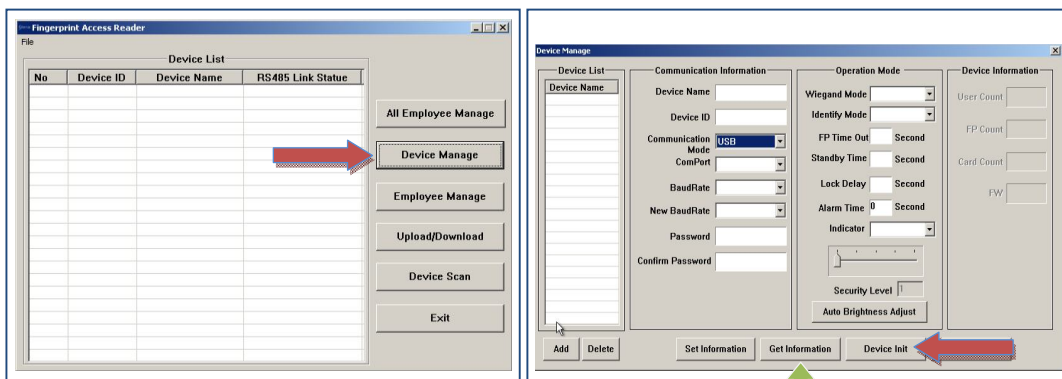 Fingerprint Access Reader
File
Device List
No Device ID Device Name RS485 Link Statue
All Employee Manage
Device Manage
Employee Manage
Upload/Download
Device Scan
Exit
Device Manage
Device List
Device Name
Add Delete
Communication Information
Device Name
Device ID
Communication Mode USB
ComPort
BaudRate
New BaudRate
Password
Confirm Password
Operation Mode
Wiegand Mode
Identify Mode
FP Time Out Second
Standby Time Second
Lock Delay Second
Alarm Time 0 Second
Indicator
Security Level 1
Auto Brightness Adjust
Device Information
User Count
FP Count
Card Count
FW
Set Information Get Information Device Init